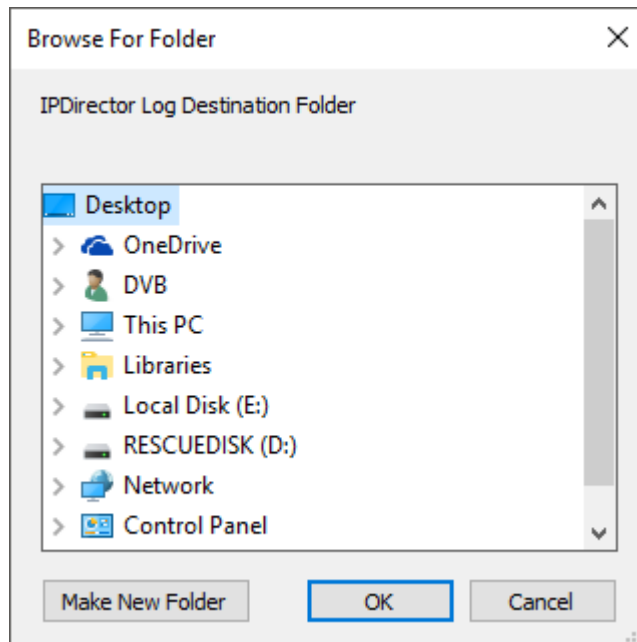 Browse For Folder
IPDirector Log Destination Folder
Desktop
OneDrive
DVB
This PC
Libraries
Local Disk (E:)
RESCUEDISK (D:)
Network
Control Panel
Make New Folder OK Cancel